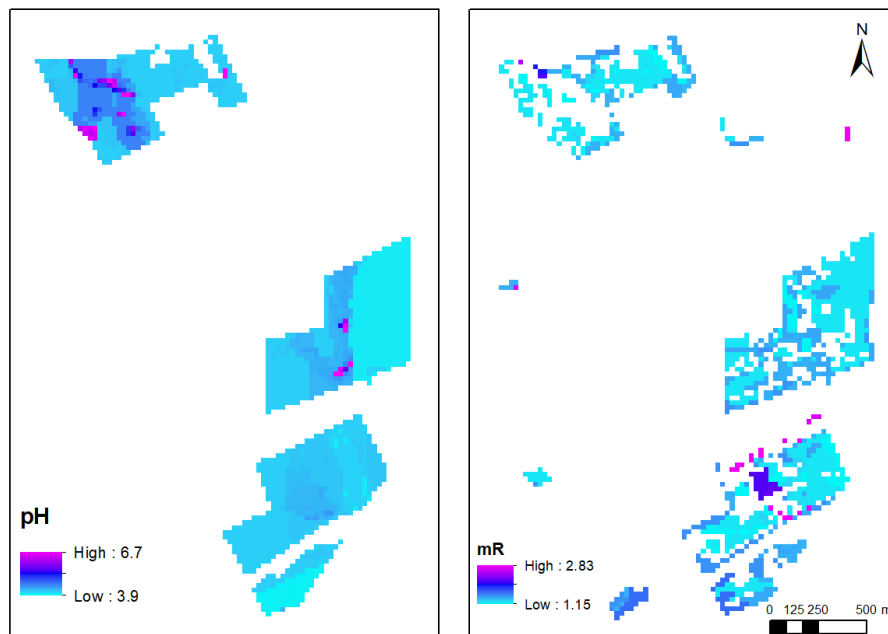 pH
High : 6.7
Low : 3.9
N
mR
High : 2.83
Low : 1.15
0 125 250 500 m